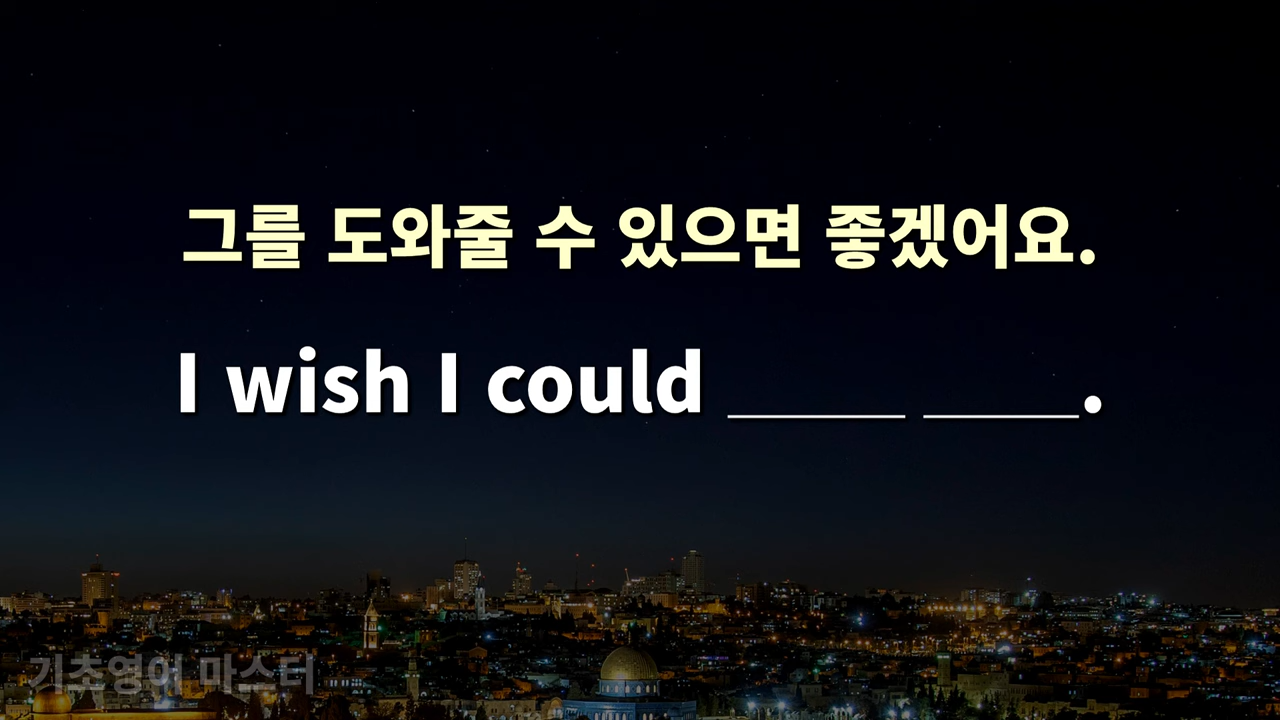 그를 도와줄 수 있으면 좋겠어요.
I wish I could ____ ____.
기초영어 마스터